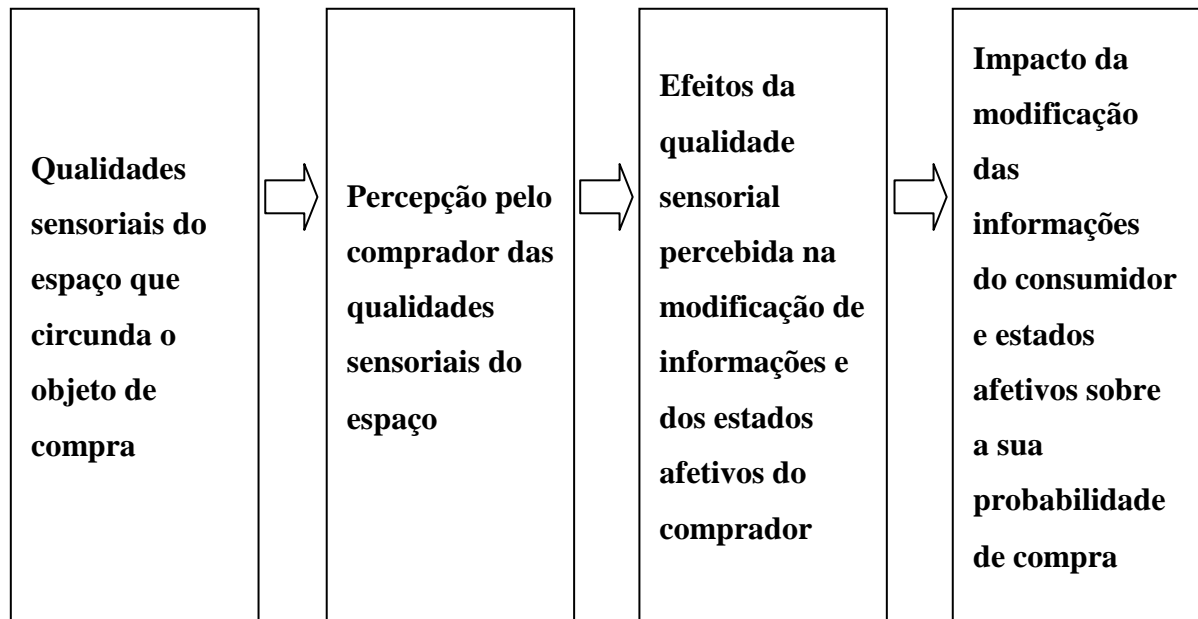 Qualidades
sensoriais do
espaço que
circunda o
objeto de
compra
Percepção pelo
comprador das
qualidades
sensoriais do
espaço
Efeitos da
qualidade
sensorial
percebida na
modificação de
informações e
dos estados
afetivos do
comprador
Impacto da
modificação
das
informações
do consumidor
e estados
afetivos sobre
a sua
probabilidade
de compra